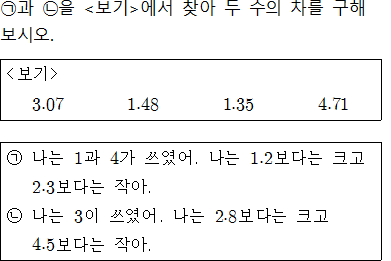 ㉠과 ㉡을 <보기>에서 찾아 두 수의 차를 구해
보시오.
<보기>
3.07 1.48 1.35 4.71
㉠ 나는 1과 4가 쓰였어. 나는 1.2보다는 크고
2.3보다는 작아.
㉡ 나는 3이 쓰였어. 나는 2.8보다는 크고
4.5보다는 작아.